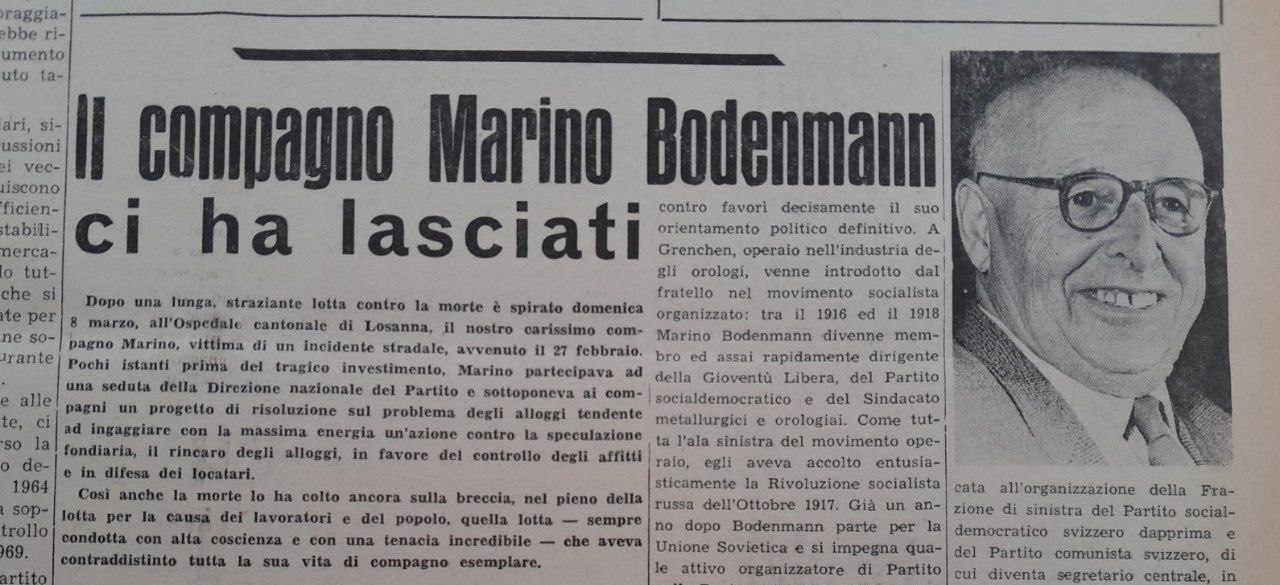 oraggia-
ebbe ri-
umento
uto ta-
lari, si-
ussioni
ei vec-
uiscono
fficien-
stabili-
merca-
lo tut-
che si
ate per
ne so-
urante
e alle
te, ci
rso la
o de-
1964
a sop-
trollo
969.
artito
Il compagno Marino Bodenmann
ci ha lasciati
Dopo una lunga, straziante lotta contro la morte è spirato domenica
8 marzo, all'Ospedale cantonale di Losanna, il nostro carissimo com-
pagno Marino, vittima di un incidente stradale, avvenuto il 27 febbraio.
Pochi istanti prima del tragico investimento, Marino partecipava ad
una seduta della Direzione nazionale del Partito e sottoponeva ai com-
pagni un progetto di risoluzione sul problema degli alloggi tendente
ad ingaggiare con la massima energia un'azione contro la speculazione
fondiaria, il rincaro degli alloggi, in favore del controllo degli affitti
e in difesa dei locatari.
Così anche la morte lo ha colto ancora sulla breccia, nel pieno della
lotta per la causa dei lavoratori e del popolo, quella lotta — sempre
condotta con alta coscienza e con una tenacia incredibile — che aveva
contraddistinto tutta la sua vita di compagno esemplare.
contro favorì decisamente il suo
orientamento politico definitivo. A
Grenchen, operaio nell'industria de-
gli orologi, venne introdotto dal
fratello nel movimento socialista
organizzato: tra il 1916 ed il 1918
Marino Bodenmann divenne mem-
bro ed assai rapidamente dirigente
della Gioventù Libera, del Partito
socialdemocratico e del Sindacato
metallurgici e orologiai. Come tut-
ta l'ala sinistra del movimento ope-
raio, egli aveva accolto entusia-
sticamente la Rivoluzione socialista
russa dell'Ottobre 1917. Già un an-
no dopo Bodenmann parte per la
Unione Sovietica e si impegna qua-
le attivo organizzatore di Partito
cata all'organizzazione della Fra-
zione di sinistra del Partito social-
democratico svizzero dapprima e
del Partito comunista svizzero, di
cui diventa segretario centrale, in